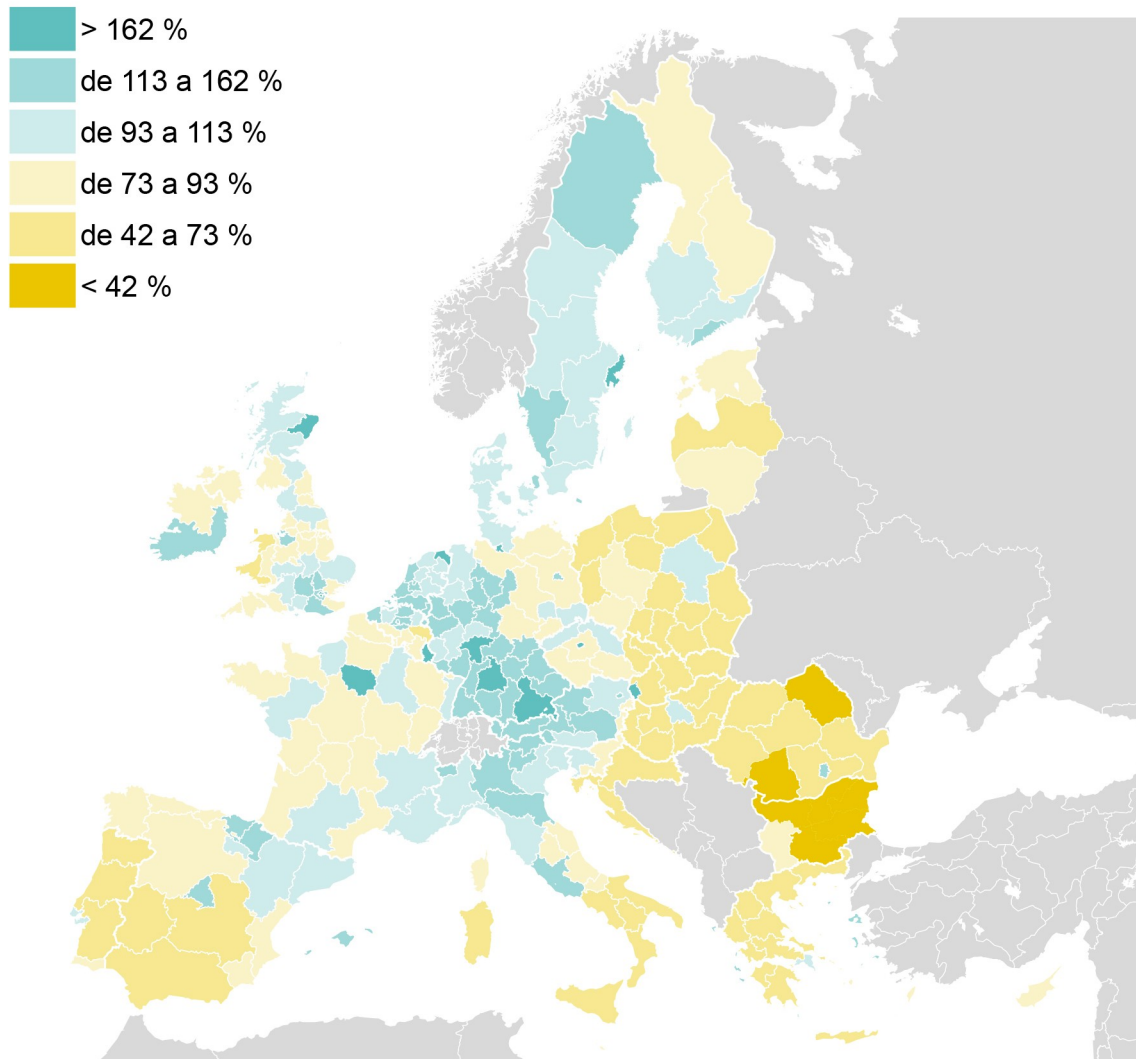 > 162 %
de 113 a 162 %
de 93 a 113 %
de 73 a 93 %
de 42 a 73 %
< 42 %